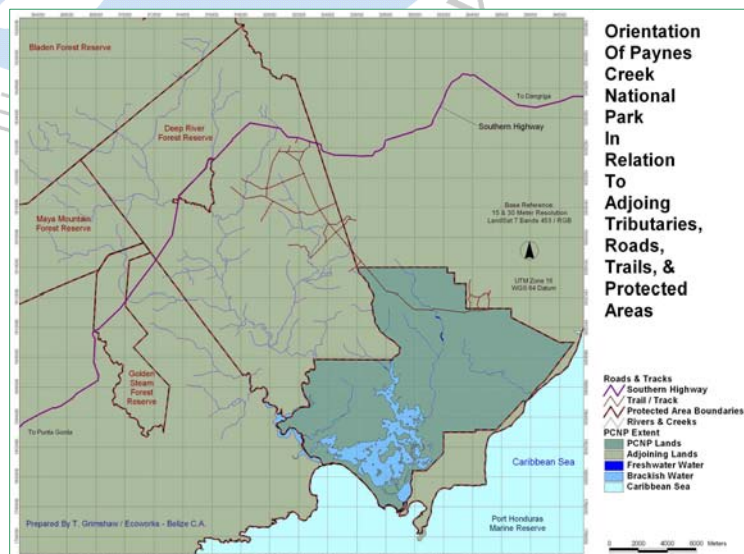 Orientation
Of Paynes
Creek
National
Park
In
Relation
To
Adjoing
Tributaries,
Roads,
Trails, &
Protected
Areas
Bladen Forest Reserve
To Dangriga
Southern Highway
Deep River
Forest Reserve
Base Reference:
15 & 30 Meter Resolution
LandSat 7 Bands 453 / RGB
Maya Mountain
Forest Reserve
UTM Zone 16
WGS 84 Datum
Golden
Steam
Forest
Reserve
To Punta Gorda
Caribbean Sea
Port Honduras
Marine Reserve
Prepared By T. Grimshaw / Ecoworks - Belize C.A.
Roads & Tracks
Southern Highway
Trail / Track
Protected Area Boundaries
Rivers & Creeks
PCNP Extent
PCNP Lands
Adjoining Lands
Freshwater Water
Brackish Water
Caribbean Sea
0 2000 4000 6000 Meters